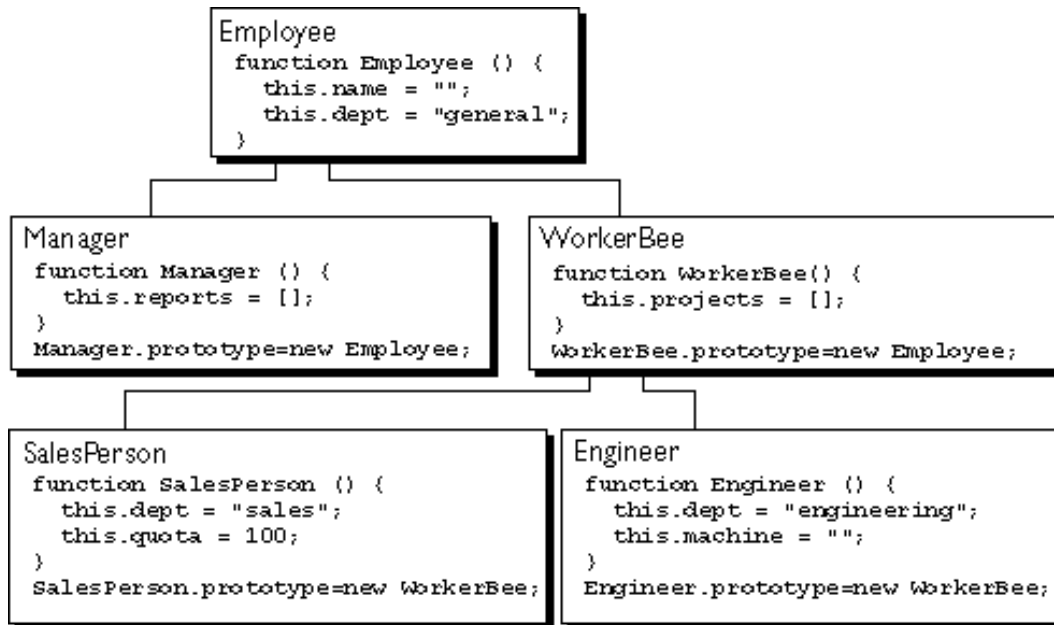 Employee
function Employee () {
this.name = "";
this.dept = "general";
}
Manager
function Manager () {
this.reports = [];
}
Manager.prototype=new Employee;
WorkerBee
function WorkerBee() {
this.projects = [];
}
WorkerBee.prototype=new Employee;
SalesPerson
function SalesPerson () {
this.dept = "sales";
this.quota = 100;
}
SalesPerson.prototype=new WorkerBee;
Engineer
function Engineer () {
this.dept = "engineering";
this.machine = "";
}
Engineer.prototype=new WorkerBee;